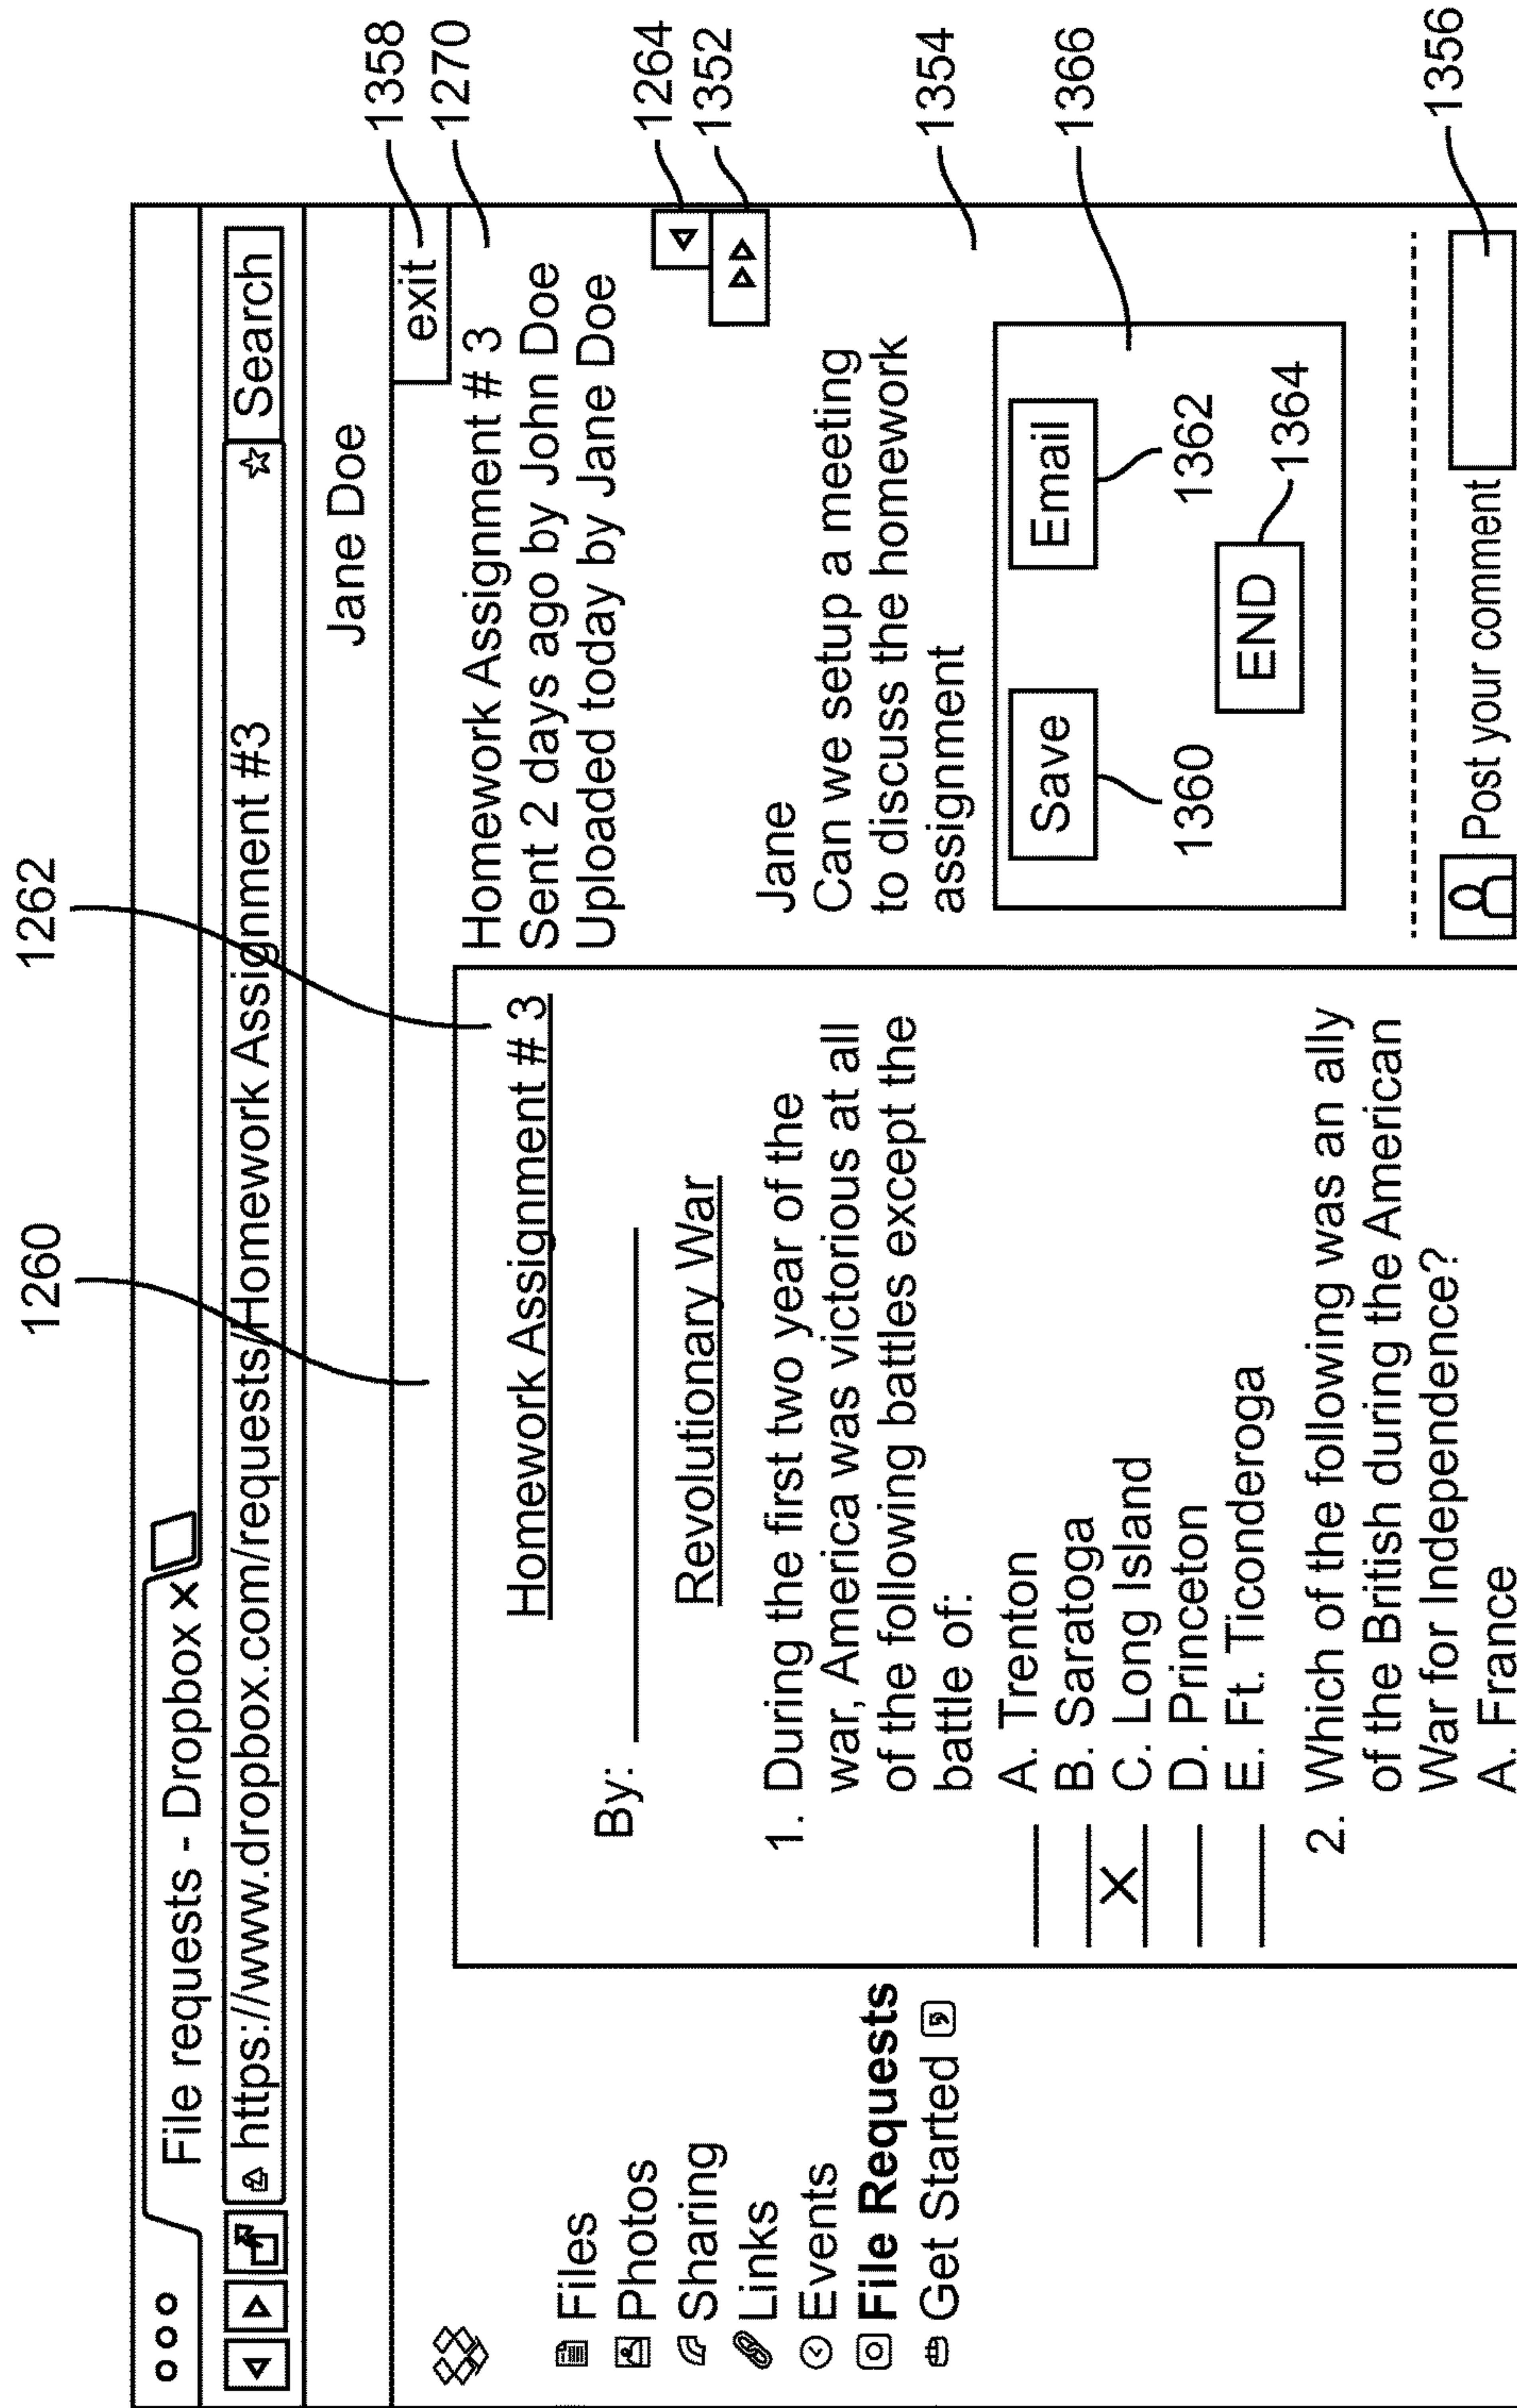 1260
1262
File requests - Dropbox X
https://www.dropbox.com/requests/Homework Assignment #3
Search
Jane Doe
exit
1358
1270
Files
Photos
Sharing
Links
Events
File Requests
Get Started
Homework Assignment # 3
By:
Revolutionary War
1. During the first two year of the
war, America was victorious at all
of the following battles except the
battle of:
A. Trenton
B. Saratoga
X C. Long Island
D. Princeton
E. Ft. Ticonderoga
2. Which of the following was an ally
of the British during the American
War for Independence?
A. France
Homework Assignment # 3
Sent 2 days ago by John Doe
Uploaded today by Jane Doe
1264
1352
Jane
Can we setup a meeting
to discuss the homework
assignment
1354
1366
Save
Email
1360
1362
END
1364
Post your comment
1356